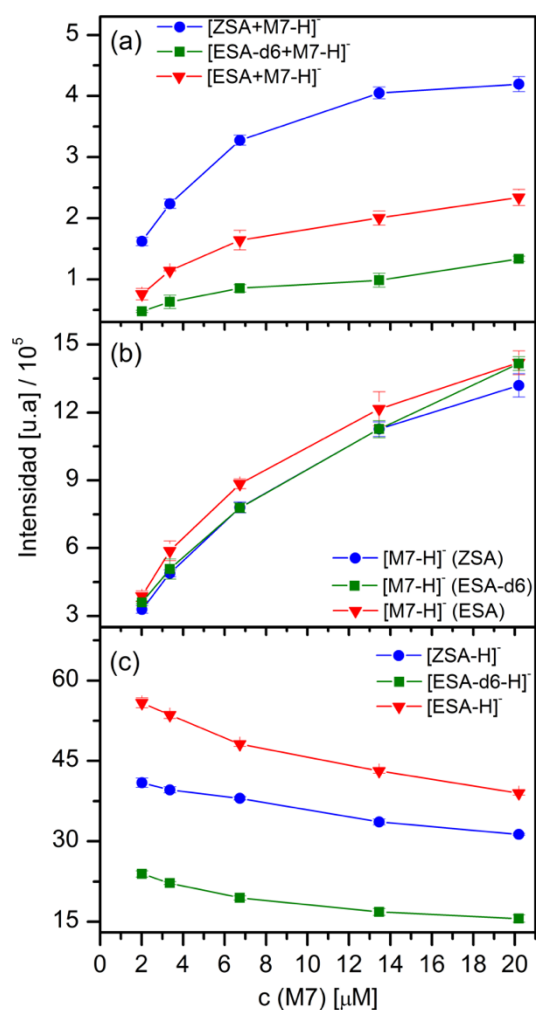 (a)
[ZSA+M7-H]⁻
[ESA-d6+M7-H]⁻
[ESA+M7-H]⁻
5
4
3
2
1
Intensidad [u.a] / 10⁵
(b)
15
12
9
6
3
[M7-H]⁻ (ZSA)
[M7-H]⁻ (ESA-d6)
[M7-H]⁻ (ESA)
(c)
[ZSA-H]⁻
[ESA-d6-H]⁻
[ESA-H]⁻
60
45
30
15
0 2 4 6 8 10 12 14 16 18 20
c (M7) [µM]